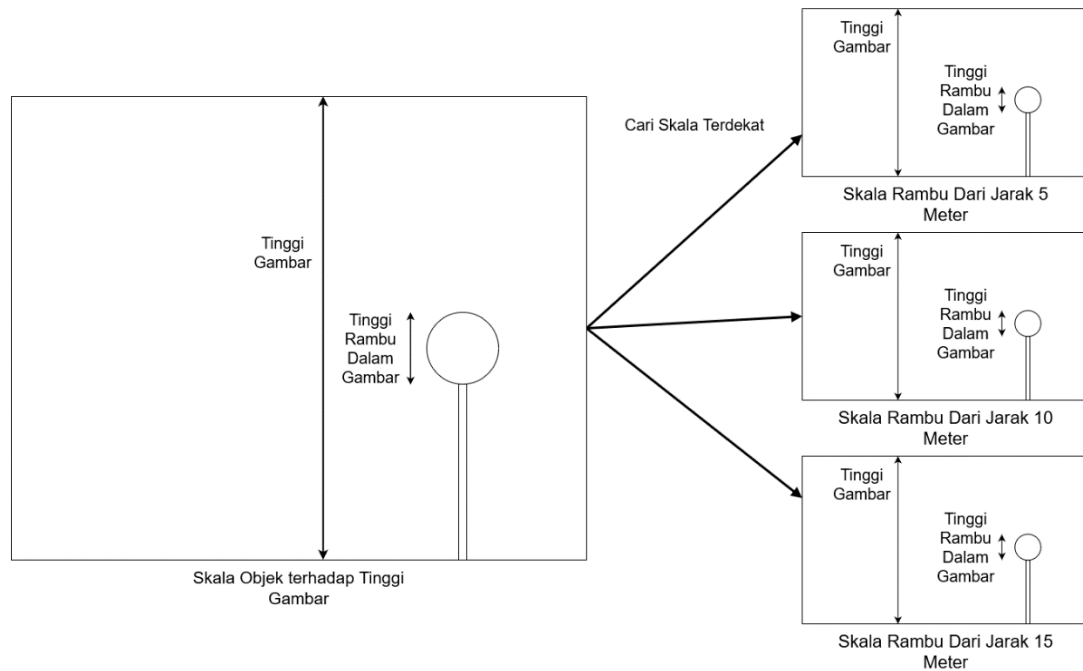 Tinggi
Gambar
Tinggi
Rambu
Dalam
Gambar
Skala Objek terhadap Tinggi
Gambar
Cari Skala Terdekat
Tinggi
Gambar
Tinggi
Rambu
Dalam
Gambar
Skala Rambu Dari Jarak 5
Meter
Tinggi
Gambar
Tinggi
Rambu
Dalam
Gambar
Skala Rambu Dari Jarak 10
Meter
Tinggi
Gambar
Tinggi
Rambu
Dalam
Gambar
Skala Rambu Dari Jarak 15
Meter